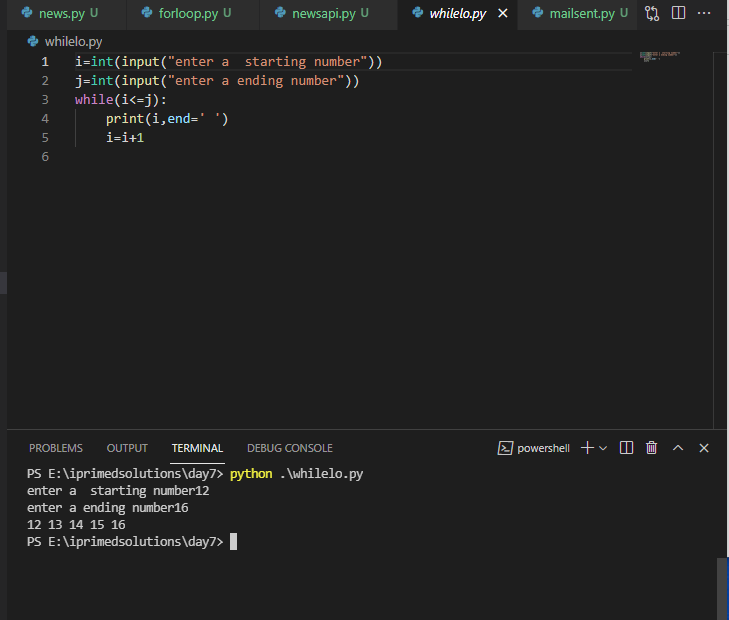 news.py U forloop.py U newsapi.py U whilelo.py mailsent.py U
whilelo.py
1 i=int(input("enter a  starting number"))
2 j=int(input("enter a ending number"))
3 while(i<=j):
4     print(i,end=' ')
5     i=i+1
6
PROBLEMS OUTPUT TERMINAL DEBUG CONSOLE powershell
PS E:\iprimedsolutions\day7> python .\whilelo.py
enter a  starting number12
enter a ending number16
12 13 14 15 16
PS E:\iprimedsolutions\day7>